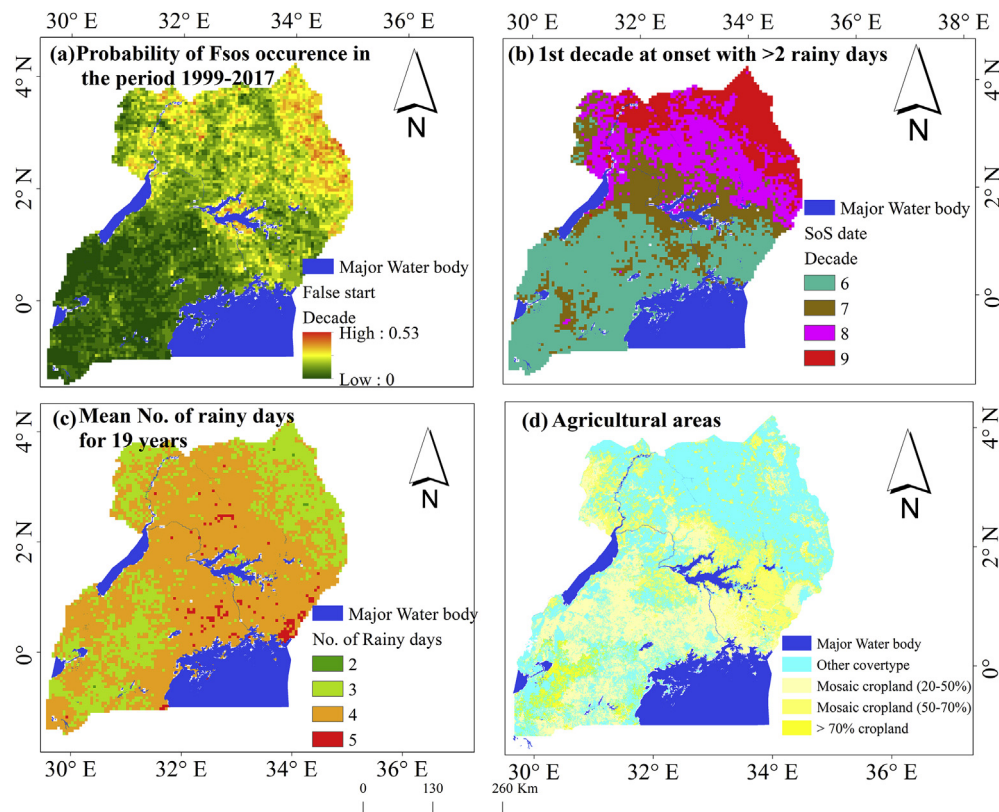 30° E 32° E 34° E 36° E 30° E 32° E 34° E 36° E 38° E
(a) Probability of Fsos occurence in
the period 1999-2017
N
4° N
2° N
0°
Major Water body
False start
Decade
High : 0.53
Low : 0
(b) 1st decade at onset with >2 rainy days
N
4° N
2° N
0°
Major Water body
SoS date
Decade
6
7
8
9
(c) Mean No. of rainy days
for 19 years
N
4° N
2° N
0°
Major Water body
No. of Rainy days
2
3
4
5
(d) Agricultural areas
N
4° N
2° N
0°
Major Water body
Other covertype
Mosaic cropland (20-50%)
Mosaic cropland (50-70%)
> 70% cropland
30° E 32° E 34° E 36° E 30° E 32° E 34° E 36° E
0 130 260 Km